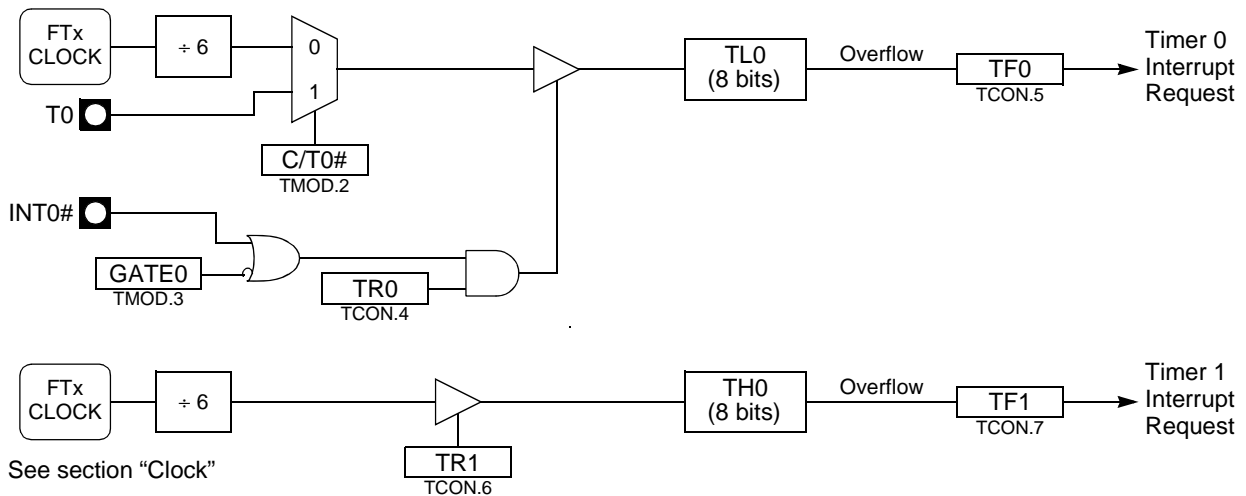 FTx
CLOCK
÷ 6
0
1
T0
C/T0#
TMOD.2
TL0
(8 bits)
Overflow
TF0
TCON.5
Timer 0
Interrupt
Request
INT0#
GATE0
TMOD.3
TR0
TCON.4
FTx
CLOCK
÷ 6
TR1
TCON.6
TH0
(8 bits)
Overflow
TF1
TCON.7
Timer 1
Interrupt
Request
See section “Clock”